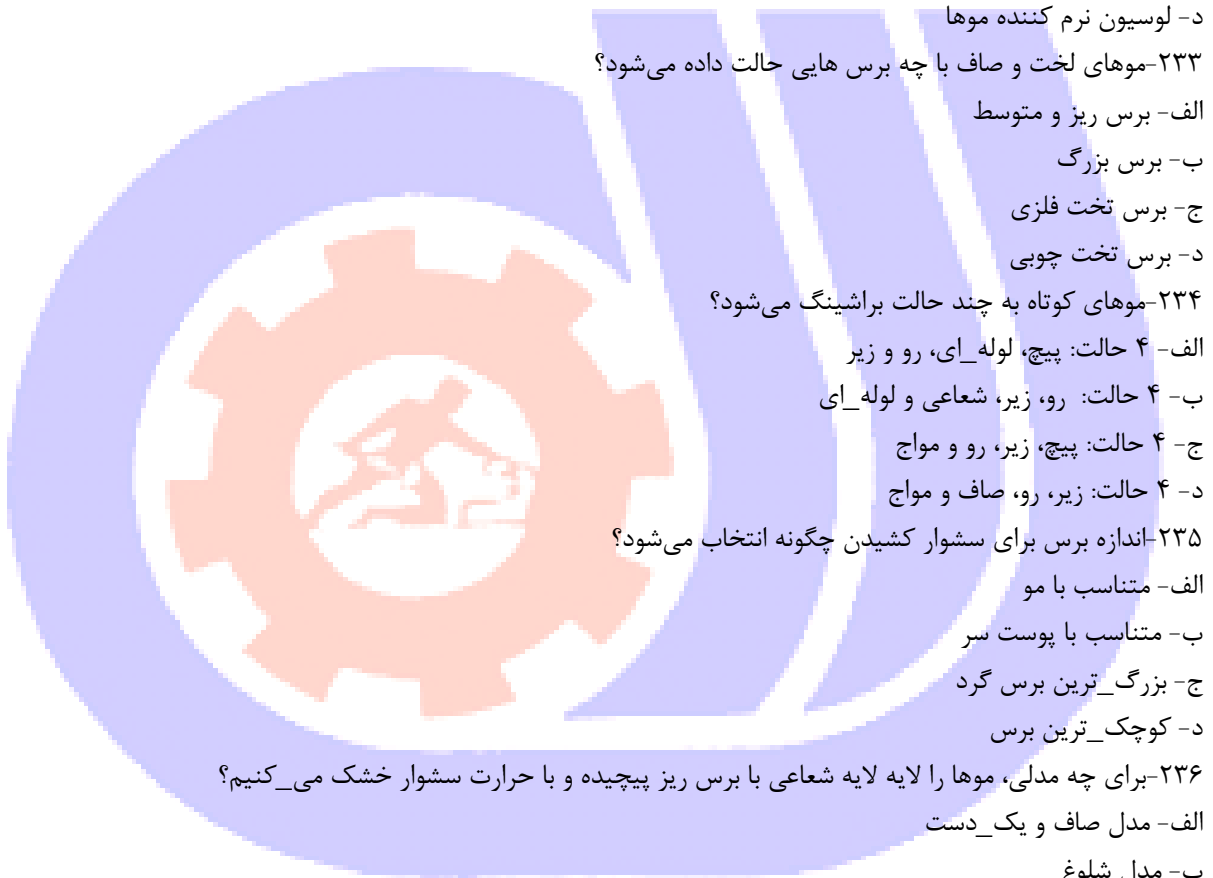 د- لوسیون نرم کننده موها
۲۳۳-موهای لخت و صاف با چه برس هایی حالت داده می‌شود؟
الف- برس ریز و متوسط
ب- برس بزرگ
ج- برس تخت فلزی
د- برس تخت چوبی
۲۳۴-موهای کوتاه به چند حالت براشینگ می‌شود؟
الف- ۴ حالت: پیچ، لوله_ای، رو و زیر
ب- ۴ حالت: رو، زیر، شعاعی و لوله_ای
ج- ۴ حالت: پیچ، زیر، رو و مواج
د- ۴ حالت: زیر، رو، صاف و مواج
۲۳۵-اندازه برس برای سشوار کشیدن چگونه انتخاب می‌شود؟
الف- متناسب با مو
ب- متناسب با پوست سر
ج- بزرگ_ترین برس گرد
د- کوچک_ترین برس
۲۳۶-برای چه مدلی، موها را لایه لایه شعاعی با برس ریز پیچیده و با حرارت سشوار خشک می_کنیم؟
الف- مدل صاف و یک_دست
ب- مدل شلوغ